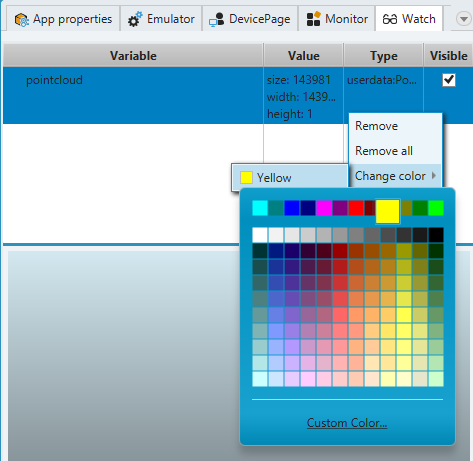 App properties Emulator DevicePage Monitor Watch
Variable Value Type Visible
pointcloud size: 143981 userdata:Po...
width: 1439...
height: 1
Remove
Remove all
Yellow Change color
Custom Color...